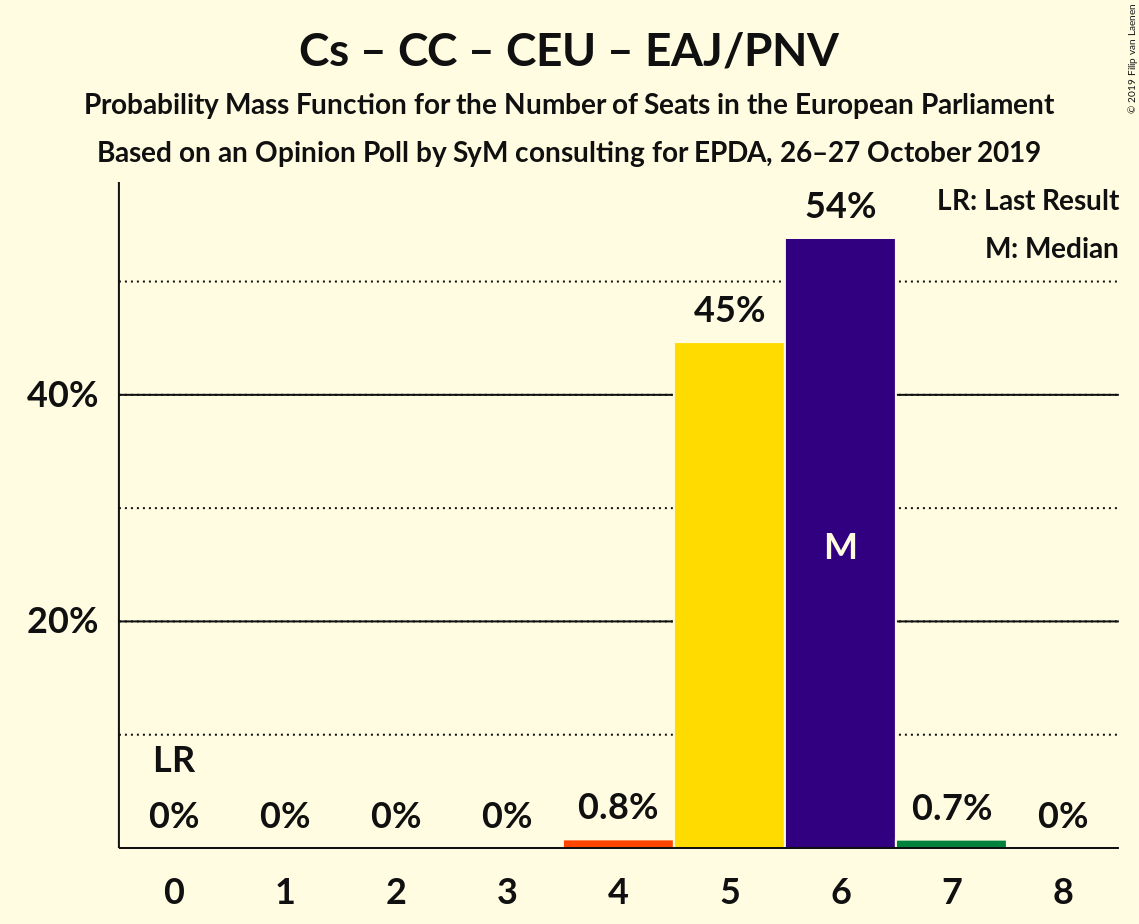 Cs – CC – CEU – EAJ/PNV
Probability Mass Function for the Number of Seats in the European Parliament
Based on an Opinion Poll by SyM consulting for EPDA, 26–27 October 2019
© 2019 Filip van Laenen
LR: Last Result
M: Median
54%
45%
40%
M
20%
LR
0% 0% 0% 0% 0.8% 0.7% 0%
0 1 2 3 4 5 6 7 8